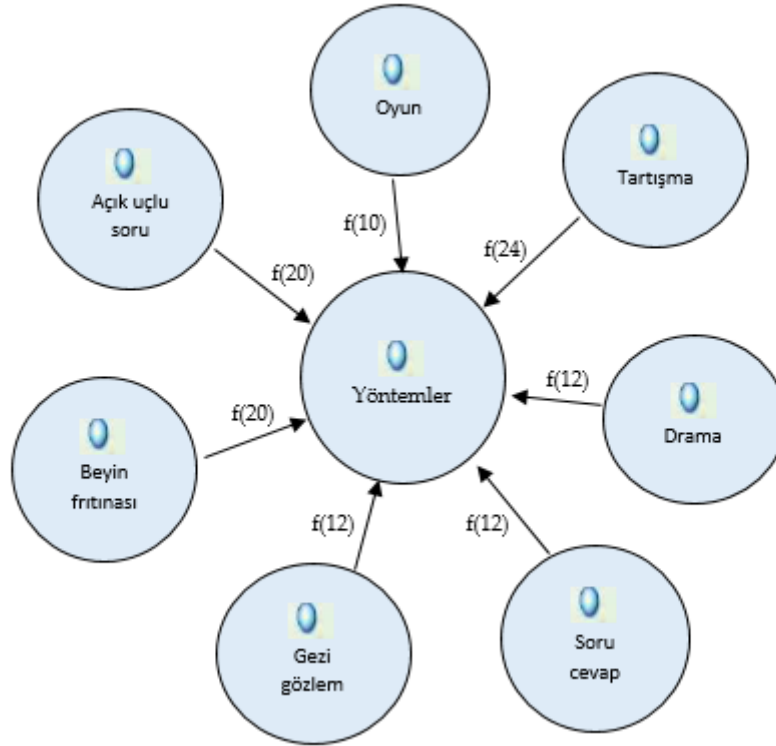 Oyun
Tartışma
Açık uçlu
soru
f(10)
f(24)
f(20)
Yöntemler
f(12)
Drama
f(20)
Beyin
frıtınası
f(12)
f(12)
Gezi
gözlem
Soru
cevap